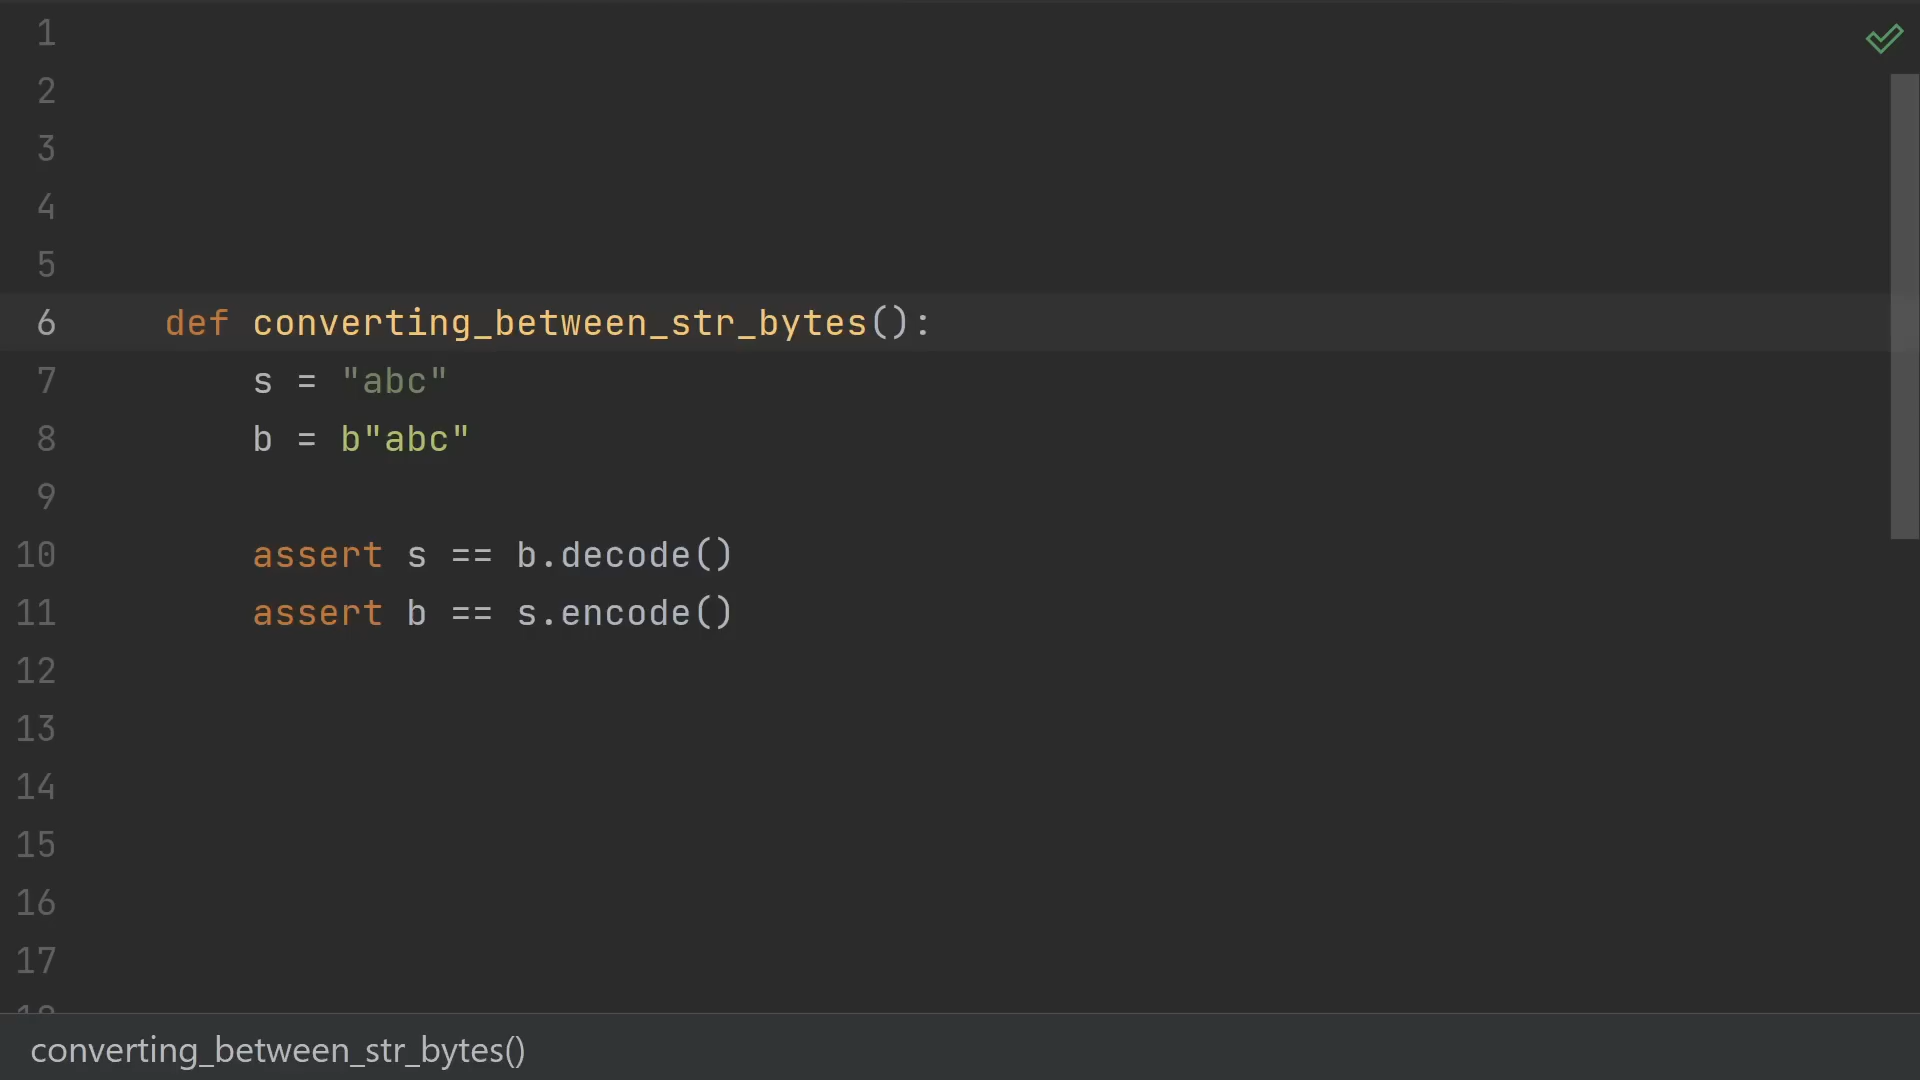 1
2
3
4
5
6 def converting_between_str_bytes():
7 s = "abc"
8 b = b"abc"
9
10 assert s == b.decode()
11 assert b == s.encode()
12
13
14
15
16
17
18
converting_between_str_bytes()